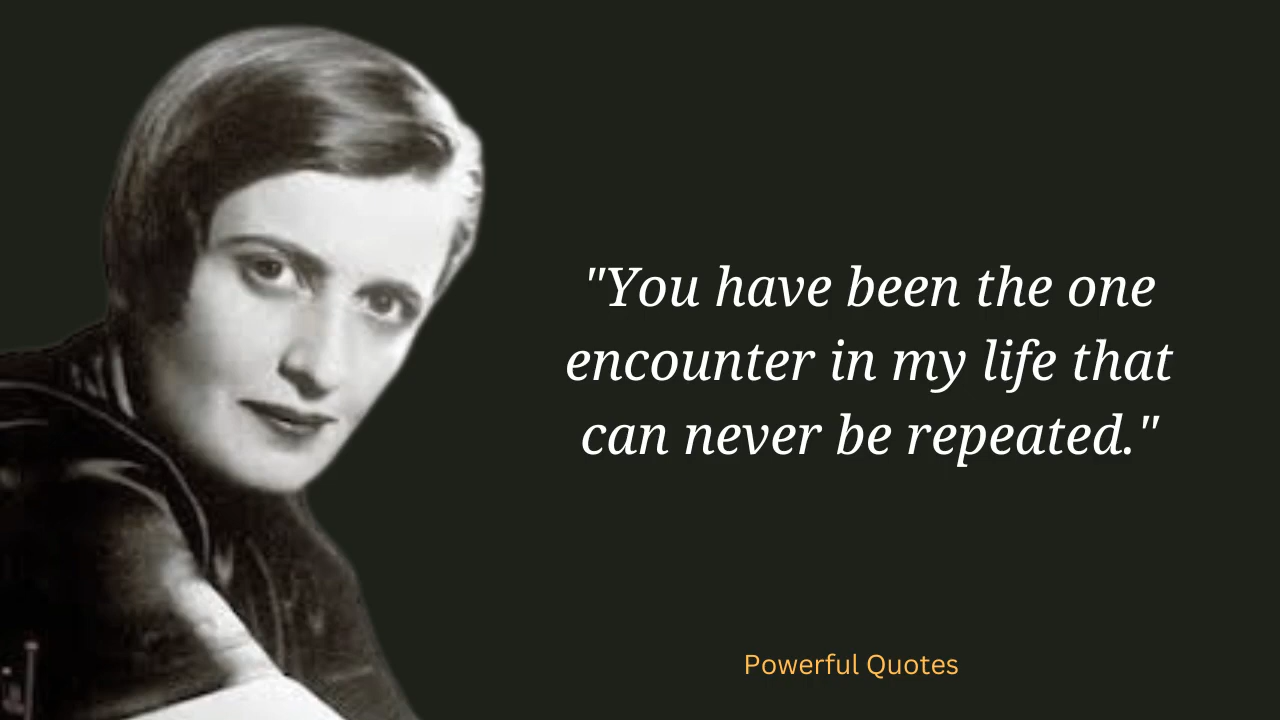 "You have been the one
encounter in my life that
can never be repeated."
Powerful Quotes